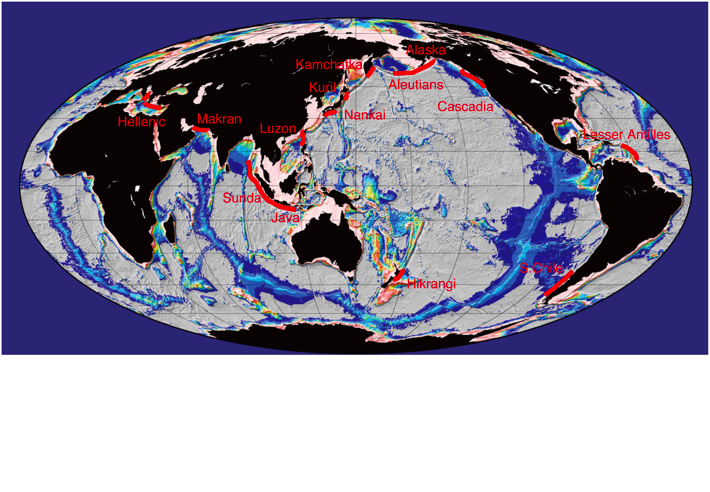 Alaska
Kamchatka
Aleutians
Kuril
Cascadia
Nankai
Hellenic
Makran
Luzon
Lesser Antilles
Sunda
Java
S.Chile
Hikrangi